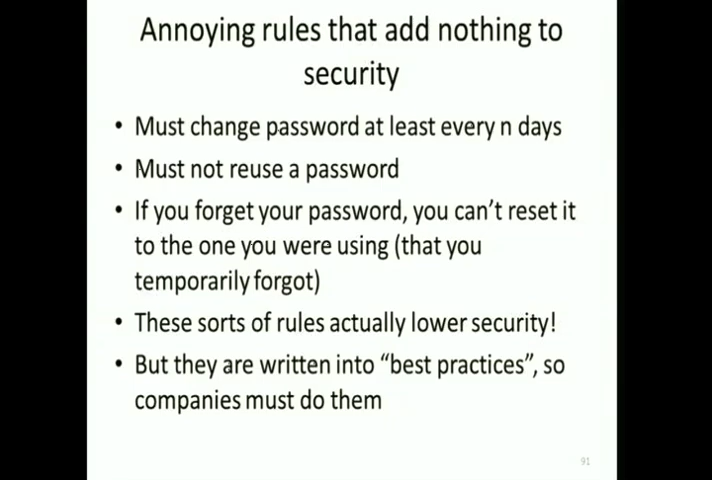 Annoying rules that add nothing to
security
• Must change password at least every n days
• Must not reuse a password
• If you forget your password, you can't reset it
to the one you were using (that you
temporarily forgot)
• These sorts of rules actually lower security!
• But they are written into “best practices”, so
companies must do them
91